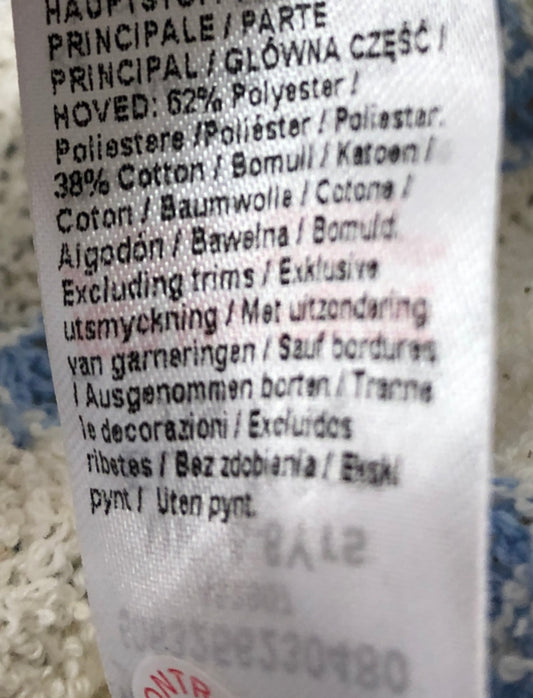 HAUPTSTOFF
PRINCIPALE / PARTE
PRINCIPAL / GŁÓWNA CZĘŚĆ /
HOVED: 62% Polyester /
Poliestere /Poliéster / Poliester.
38% Cotton / Bomull / Katoen /
Coton / Baumwolle / Cotone /
Algodón / Bawełna / Bomuld.
Excluding trims / Exklusive
utsmyckning / Met uitzondering
van garneringen / Sauf bordures
/ Ausgenommen borten / Tranne
le decorazioni / Excluidos
ribetes / Bez zdobienia / Ekskl
pynt / Uten pynt.